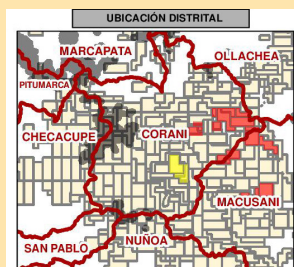 UBICACIÓN DISTRITAL
MARCAPATA
OLLACHEA
PITUMARCA
CHECACUPE
CORANI
MACUSANI
SAN PABLO
NUÑOA